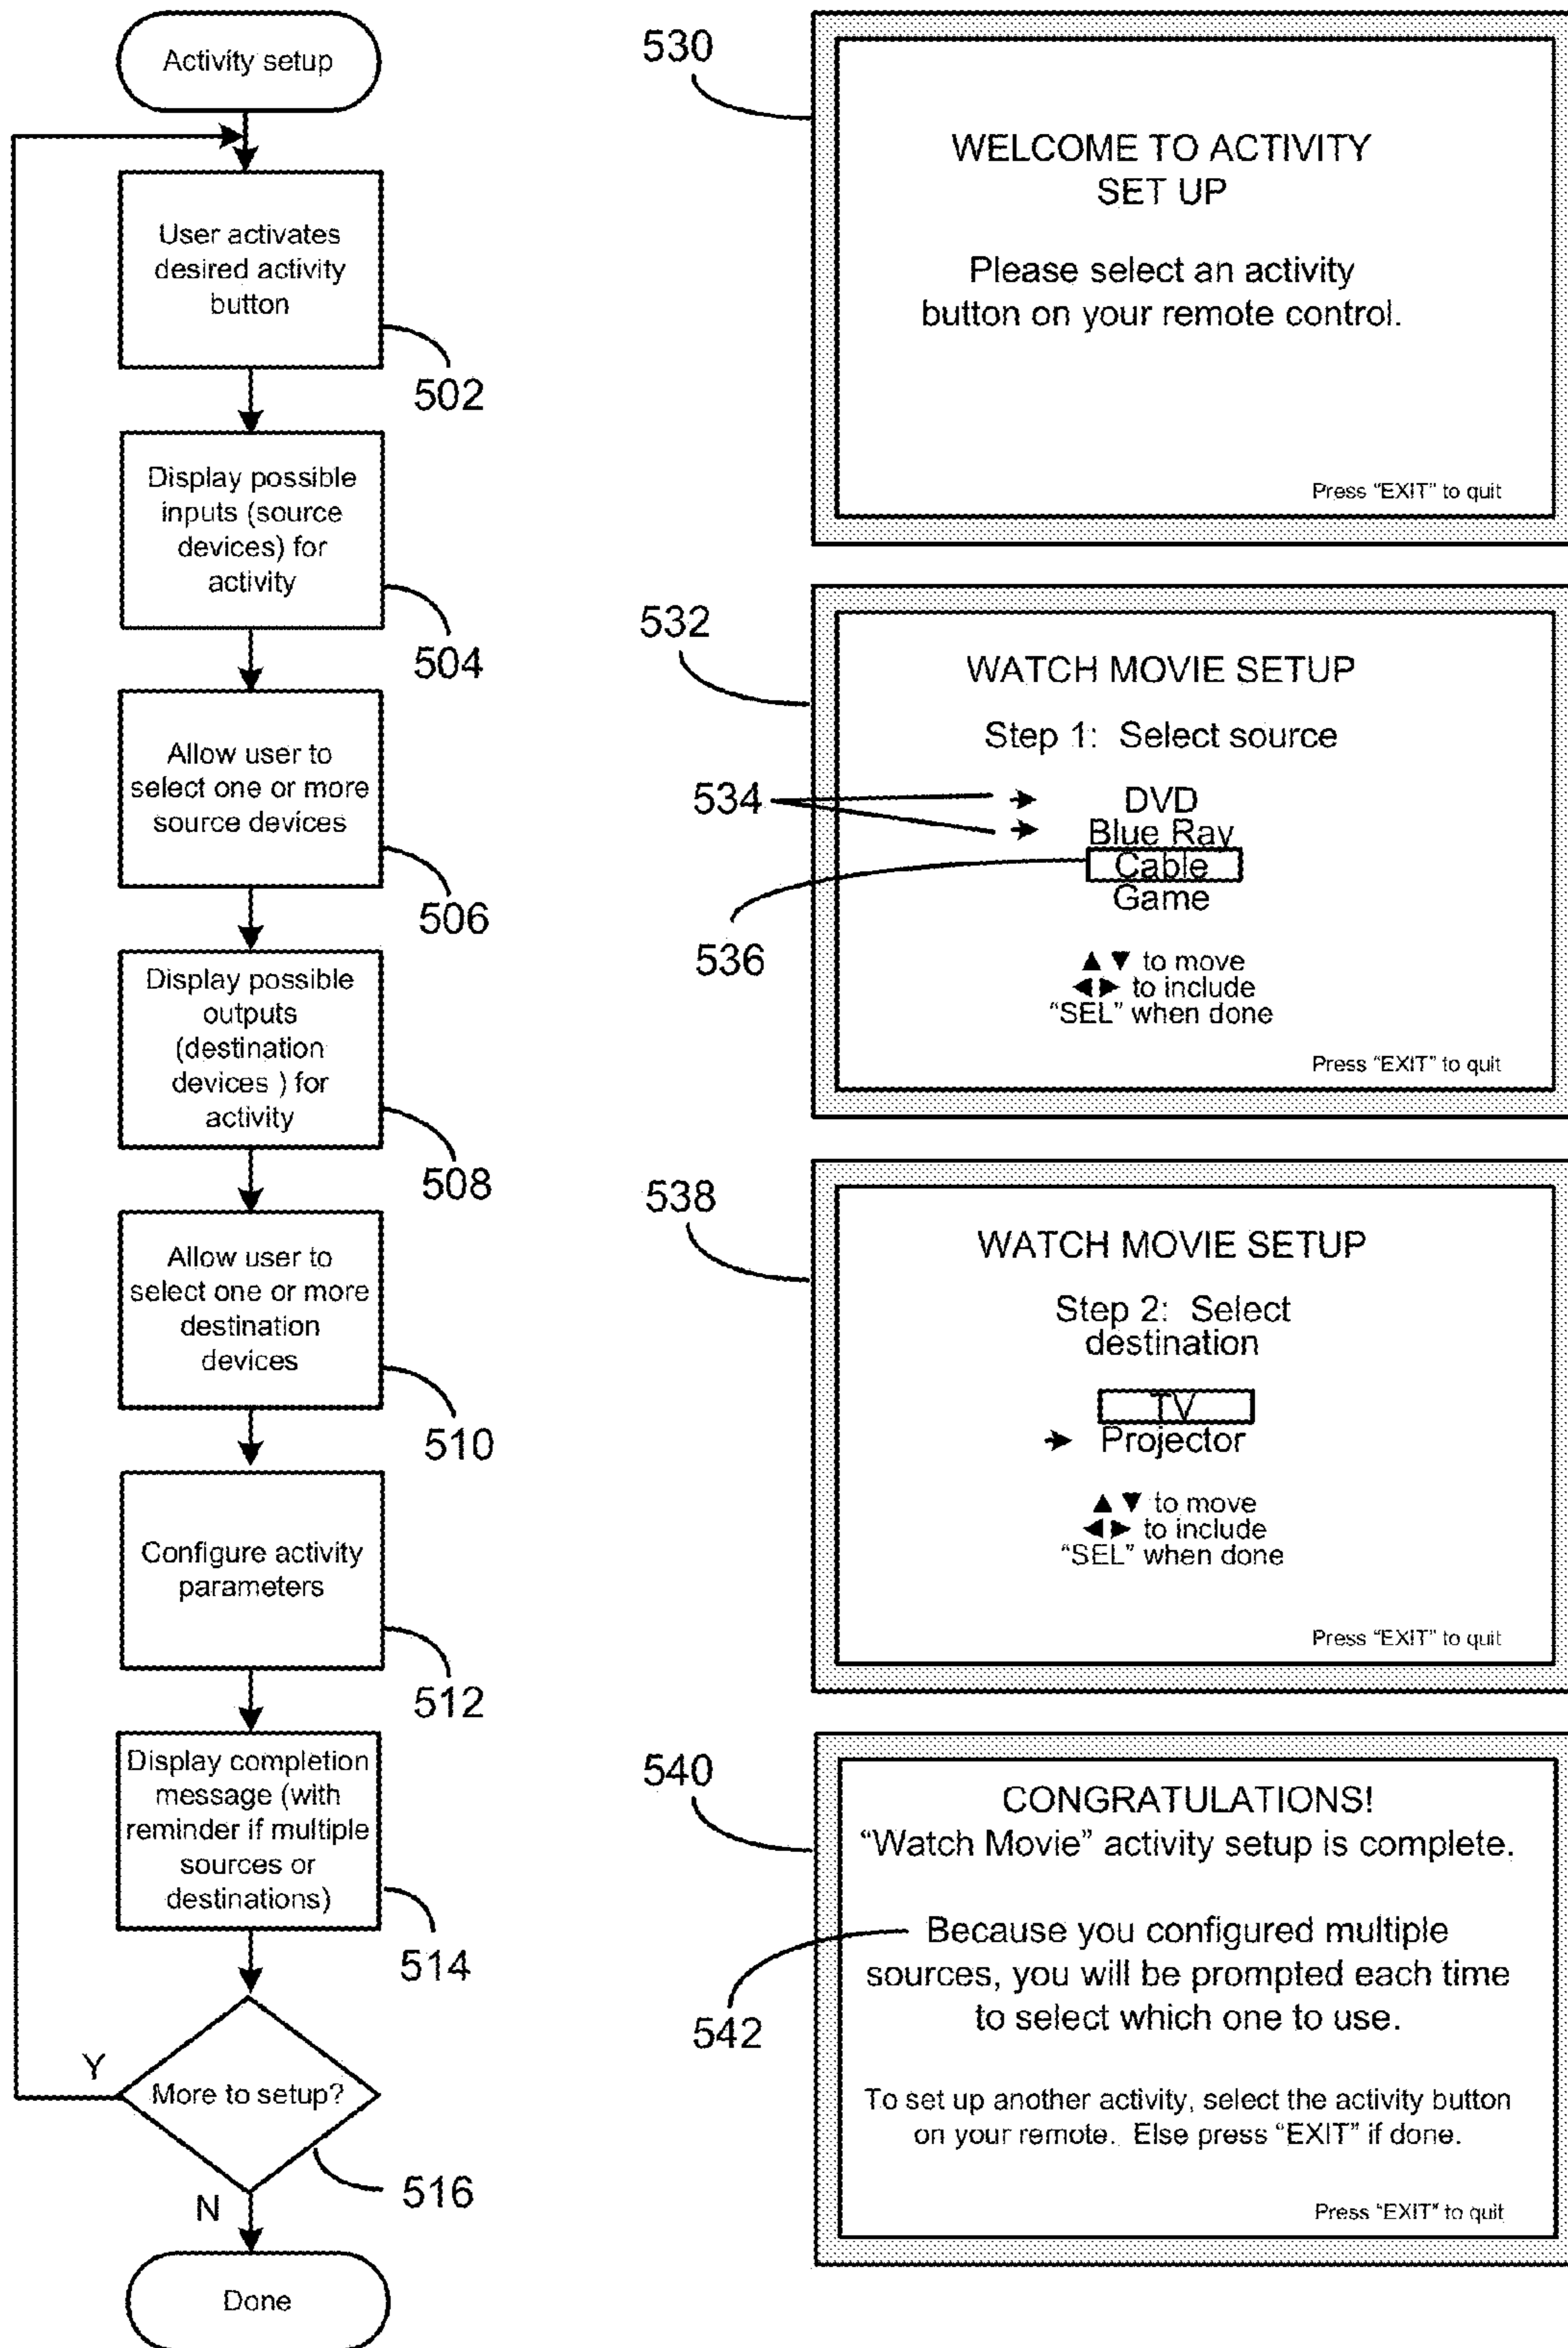 Activity setup
User activates
desired activity
button
502
Display possible
inputs (source
devices) for
activity
504
Allow user to
select one or more
source devices
506
Display possible
outputs
(destination
devices ) for
activity
508
Allow user to
select one or more
destination
devices
510
Configure activity
parameters
512
Display completion
message (with
reminder if multiple
sources or
destinations)
514
More to setup?
Y
516
N
Done
530
WELCOME TO ACTIVITY
SET UP
Please select an activity
button on your remote control.
Press “EXIT” to quit
532
WATCH MOVIE SETUP
Step 1: Select source
534
DVD
Blue Ray
Cable
Game
536
▲ ▼ to move
◀▶ to include
“SEL” when done
Press “EXIT” to quit
538
WATCH MOVIE SETUP
Step 2: Select
destination
TV
Projector
▲ ▼ to move
◀▶ to include
“SEL” when done
Press “EXIT” to quit
540
CONGRATULATIONS!
“Watch Movie” activity setup is complete.
Because you configured multiple
sources, you will be prompted each time
to select which one to use.
542
To set up another activity, select the activity button
on your remote. Else press “EXIT” if done.
Press “EXIT” to quit